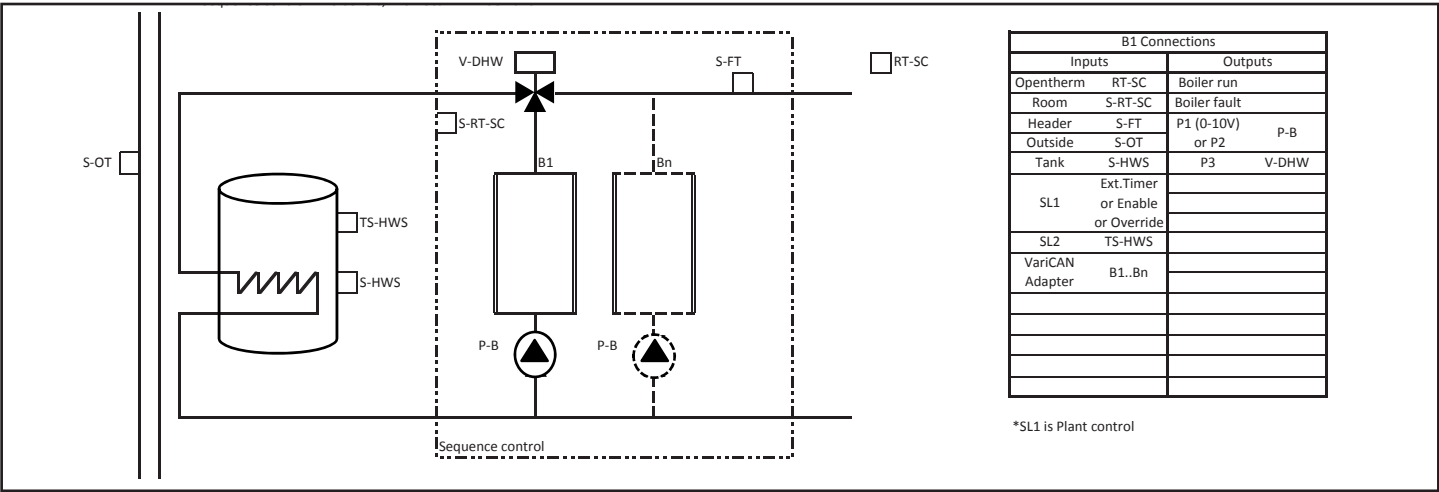 V-DHW
S-FT
RT-SC
S-RT-SC
S-OT
B1
Bn
TS-HWS
S-HWS
P-B
P-B
Sequence control
B1 Connections
Inputs Outputs
Opentherm RT-SC Boiler run
Room S-RT-SC Boiler fault
Header S-FT P1 (0-10V)
P-B
Outside S-OT or P2
Tank S-HWS P3 V-DHW
Ext.Timer
SL1 or Enable
or Override
SL2 TS-HWS
VariCAN
B1..Bn
Adapter
*SL1 is Plant control